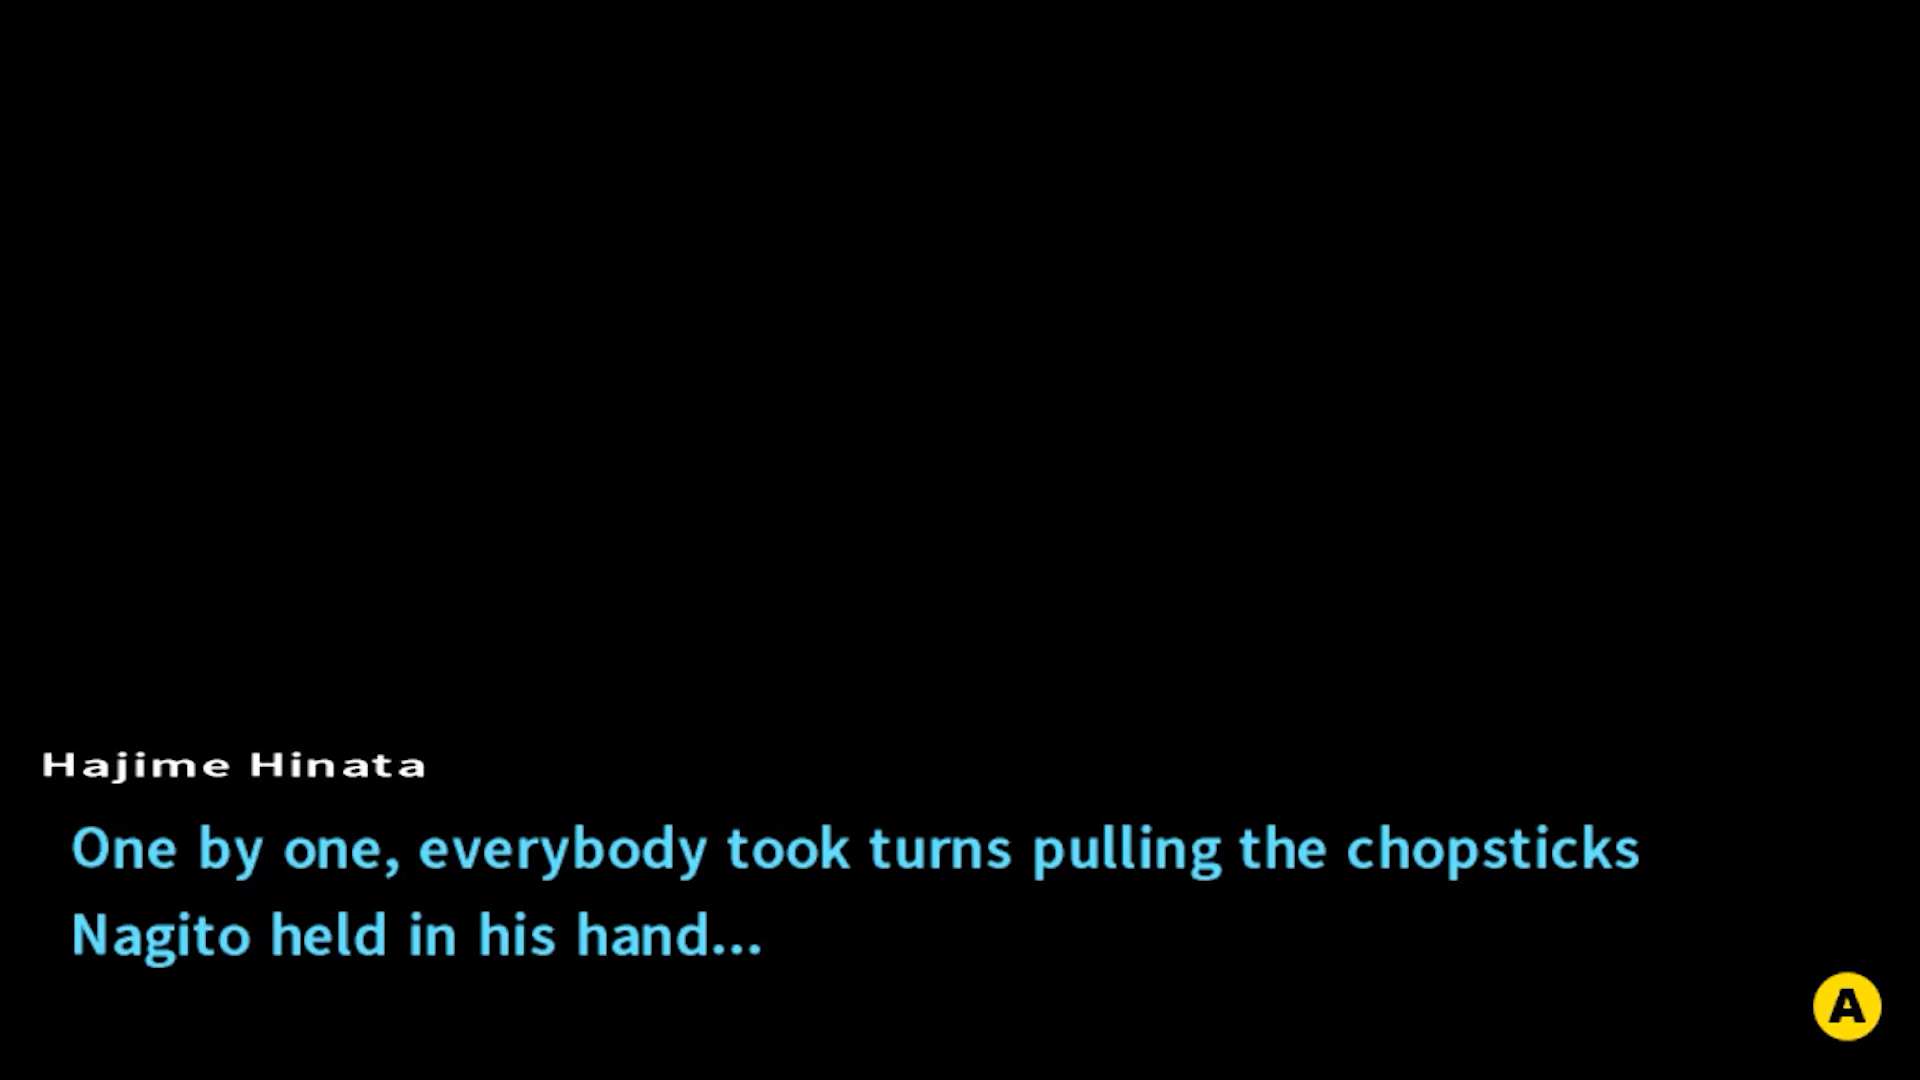 Hajime Hinata
One by one, everybody took turns pulling the chopsticks
Nagito held in his hand...
A